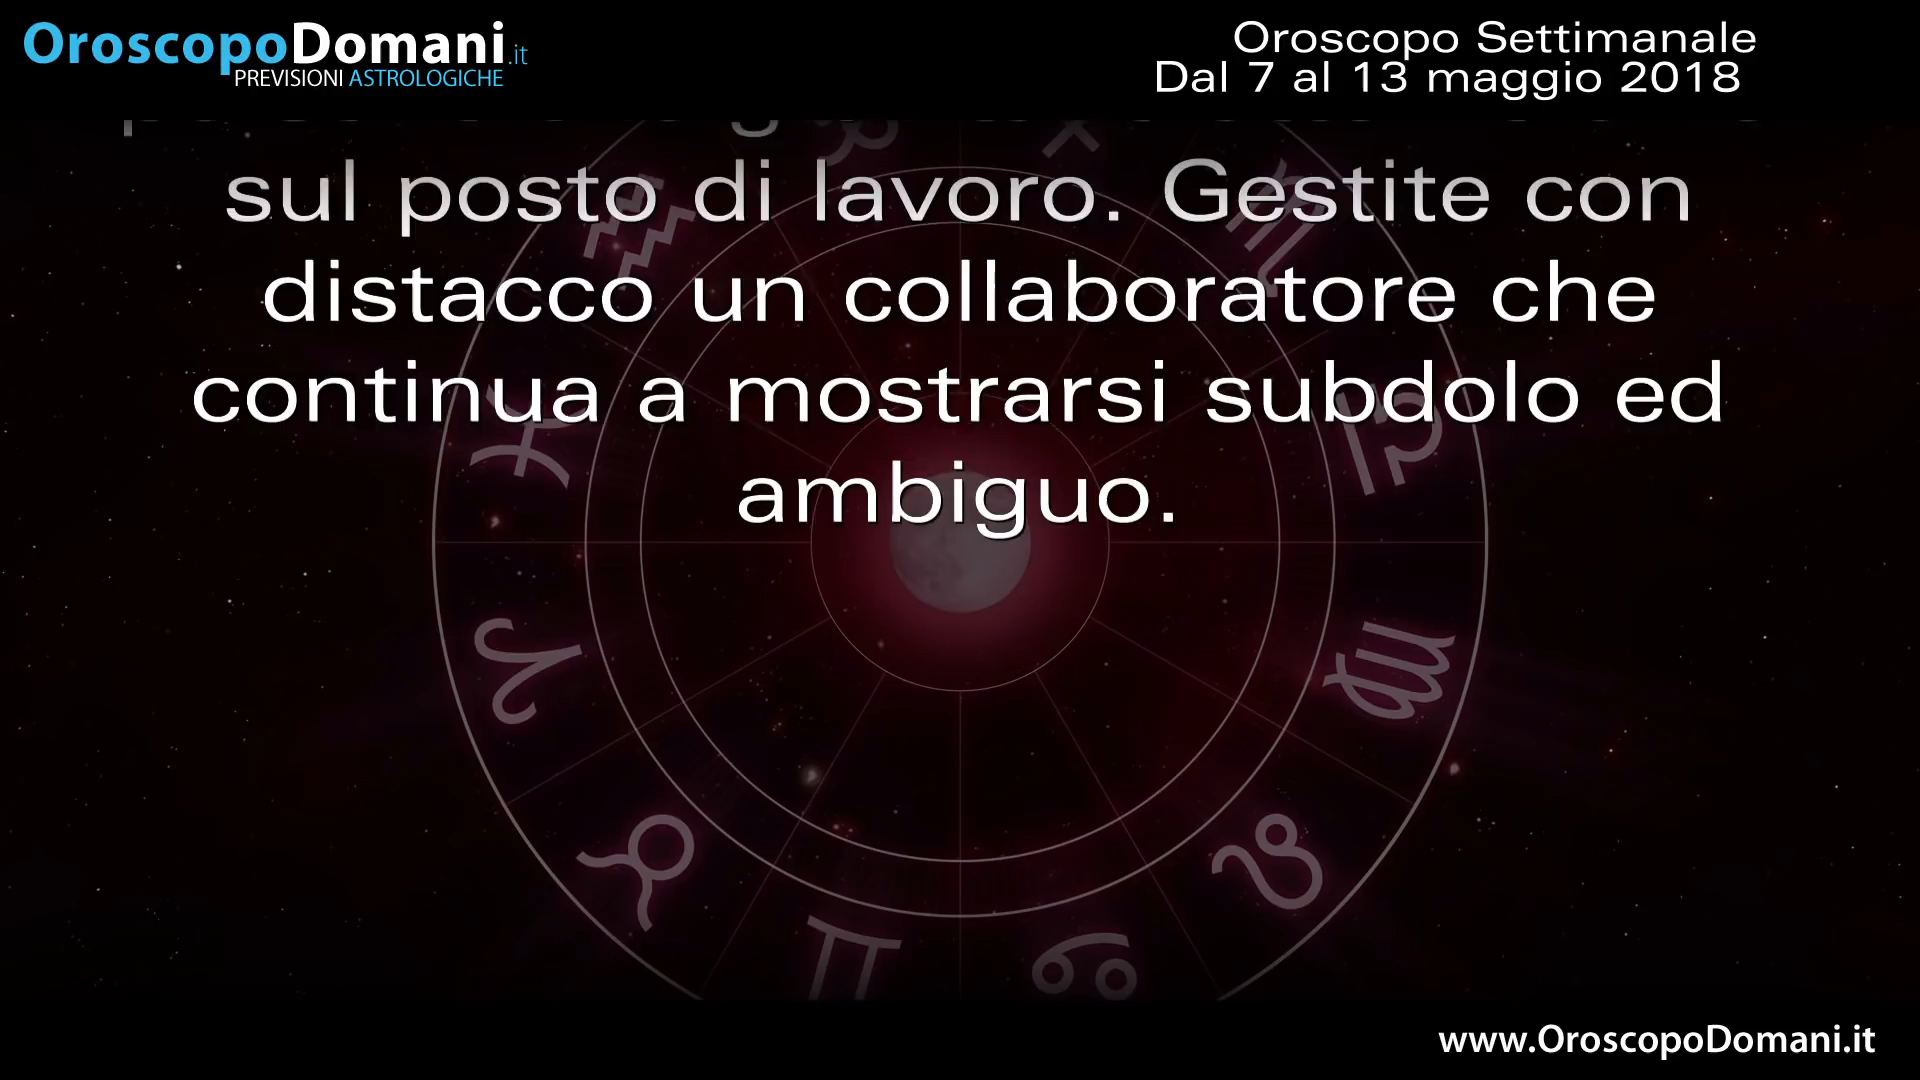 OroscopoDomani.it
PREVISIONI ASTROLOGICHE
Oroscopo Settimanale
Dal 7 al 13 maggio 2018
sul posto di lavoro. Gestite con
distacco un collaboratore che
continua a mostrarsi subdolo ed
ambiguo.
www.OroscopoDomani.it